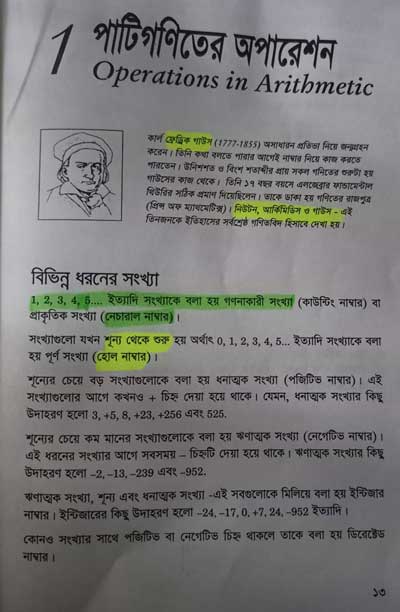 1
পাটিগণিতের অপারেশন
Operations in Arithmetic
কার্ল ফ্রেড্রিক গাউস (1777-1855) অসাধারন প্রতিভা নিয়ে জন্মগ্রহন
করেন। তিনি কথা বলতে পারার আগেই নাম্বার নিয়ে কাজ করতে
পারতেন। উনিশশত ও বিংশ শতাব্দীর প্রায় সকল গণিতের শুরুটা হয়
গাউসের কাজ থেকে। তিনি ১৭ বছর বয়সে এলজেব্রার ফান্ডামেন্টাল
থিউরির সঠিক প্রমাণ দিয়েছিলেন। তাকে ডাকা হয় গণিতের রাজপুত্র
(প্রিন্স অফ ম্যাথমেটিক্স)। নিউটন, আর্কিমিডিস ও গাউস - এই
তিনজনকে ইতিহাসের সর্বশ্রেষ্ঠ গণিতবিদ হিসাবে দেখা হয়।
বিভিন্ন ধরনের সংখ্যা
1, 2, 3, 4, 5.... ইত্যাদি সংখ্যাকে বলা হয় গণনাকারী সংখ্যা (কাউন্টিং নাম্বার) বা
প্রাকৃতিক সংখ্যা (নেচারাল নাম্বার)।
সংখ্যাগুলো যখন শূন্য থেকে শুরু হয় অর্থাৎ 0, 1, 2, 3, 4, 5... ইত্যাদি সংখ্যাকে বলা
হয় পূর্ণ সংখ্যা (হোল নাম্বার)।
শূন্যের চেয়ে বড় সংখ্যাগুলোকে বলা হয় ধনাত্মক সংখ্যা (পজিটিভ নাম্বার)। এই
সংখ্যাগুলোর আগে কখনও + চিহ্ন দেয়া হয়ে থাকে। যেমন, ধনাত্মক সংখ্যার কিছু
উদাহরণ হলো 3, +5, 8, +23, +256 এবং 525.
শূন্যের চেয়ে কম মানের সংখ্যাগুলোকে বলা হয় ঋণাত্মক সংখ্যা (নেগেটিভ নাম্বার)।
এই ধরনের সংখ্যার আগে সবসময় – চিহ্নটি দেয়া হয়ে থাকে। ঋণাত্মক সংখ্যার কিছু
উদাহরণ হলো –2, –13, –239 এবং –952.
ঋণাত্মক সংখ্যা, শূন্য এবং ধনাত্মক সংখ্যা -এই সবগুলোকে মিলিয়ে বলা হয় ইন্টিজার
নাম্বার। ইন্টিজারের কিছু উদাহরণ হলো –24, –17, 0, +7, 24, –952 ইত্যাদি।
কোনও সংখ্যার সাথে পজিটিভ বা নেগেটিভ চিহ্ন থাকলে তাকে বলা হয় ডিরেক্টেড
নাম্বার।
১৩